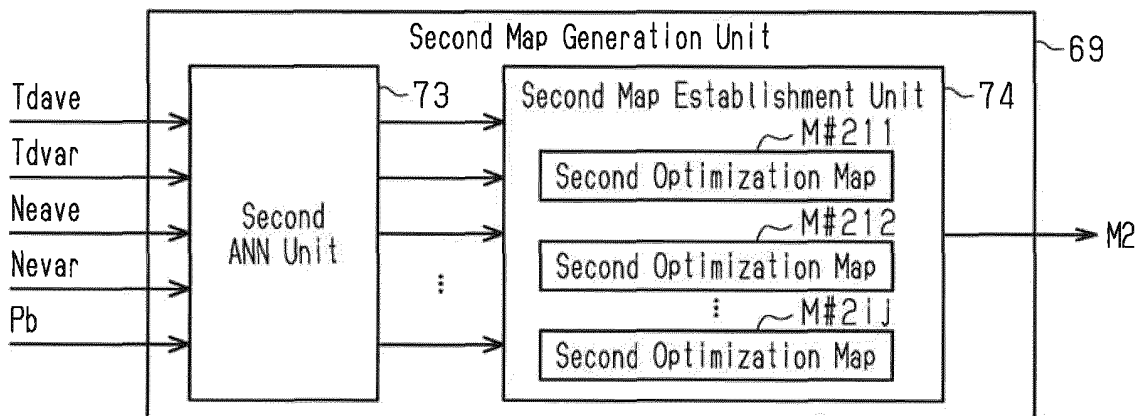 Second Map Generation Unit
69
Tdave
Tdvar
Neave
Nevar
Pb
73
Second
ANN Unit
⋮
Second Map Establishment Unit
74
M#211
Second Optimization Map
M#212
Second Optimization Map
⋮
M#2IJ
Second Optimization Map
M2